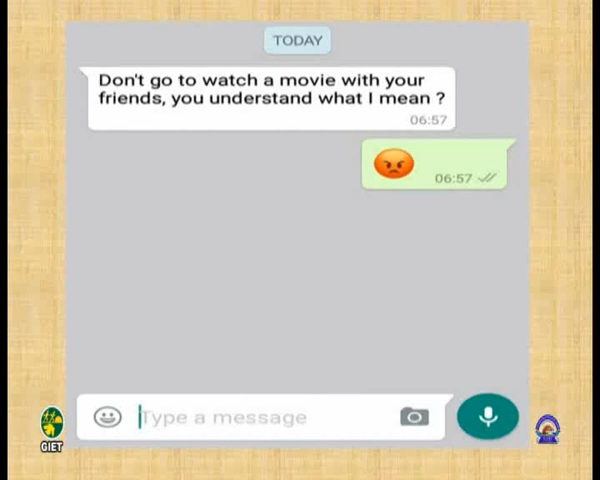 TODAY
Don't go to watch a movie with your
friends, you understand what I mean ?
06:57
06:57
Type a message
GIET